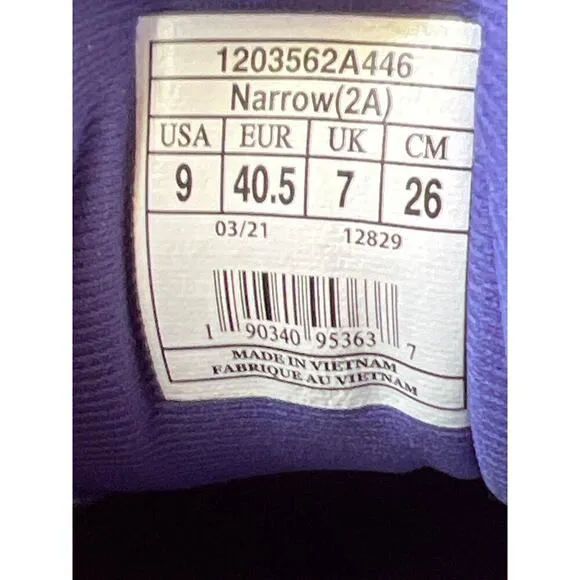 1203562A446
Narrow(2A)
USA EUR UK CM
9 40.5 7 26
03/21 12829
1 90340 95363 7
MADE IN VIETNAM
FABRIQUE AU VIETNAM